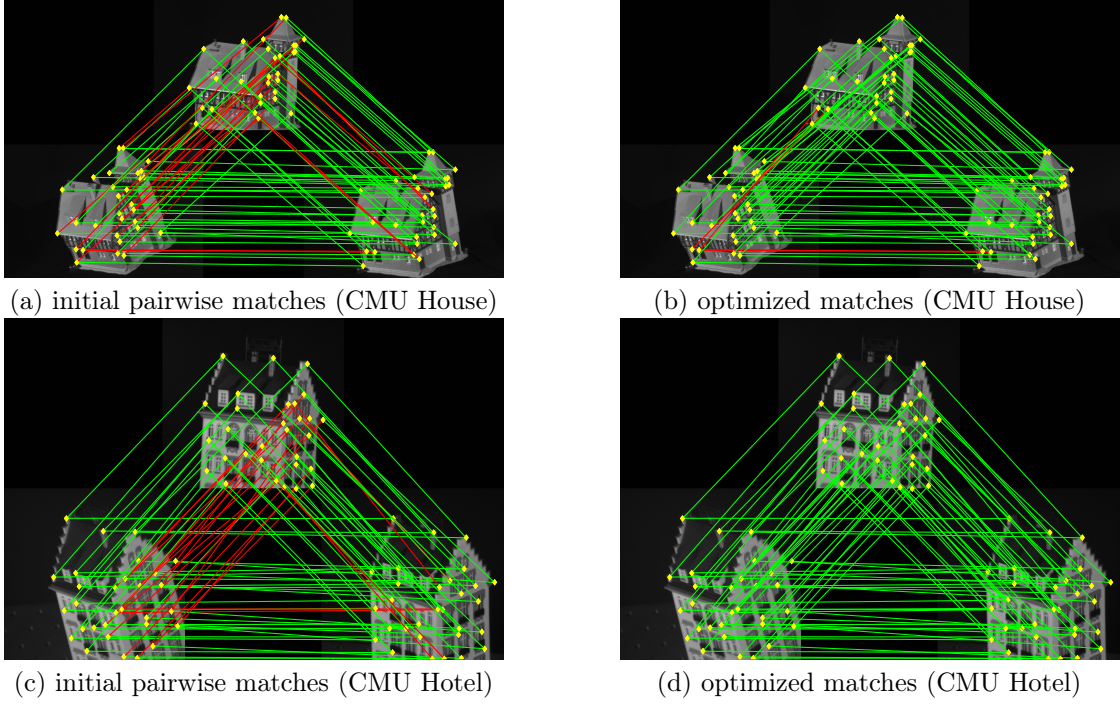 (a) initial pairwise matches (CMU House)
(b) optimized matches (CMU House)
(c) initial pairwise matches (CMU Hotel)
(d) optimized matches (CMU Hotel)